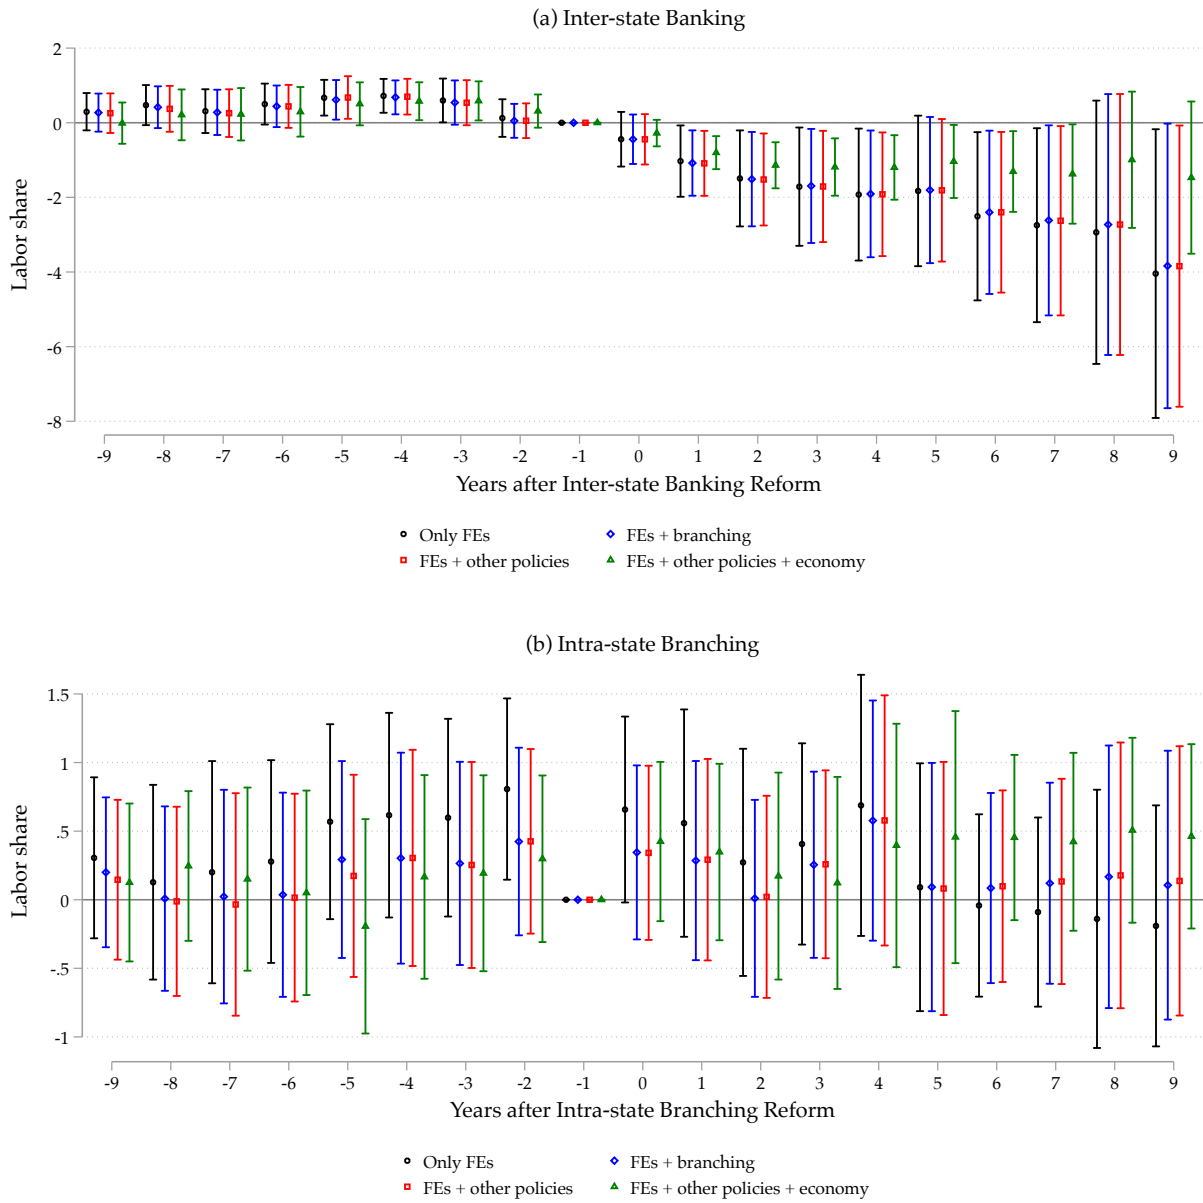 (a) Inter-state Banking
2
0
-2
-4
-6
-8
Labor share
-9 -8 -7 -6 -5 -4 -3 -2 -1 0 1 2 3 4 5 6 7 8 9
Years after Inter-state Banking Reform
Only FEs FEs + branching
FEs + other policies FEs + other policies + economy
(b) Intra-state Branching
1.5
1
.5
0
-.5
-1
Labor share
-9 -8 -7 -6 -5 -4 -3 -2 -1 0 1 2 3 4 5 6 7 8 9
Years after Intra-state Branching Reform
Only FEs FEs + branching
FEs + other policies FEs + other policies + economy